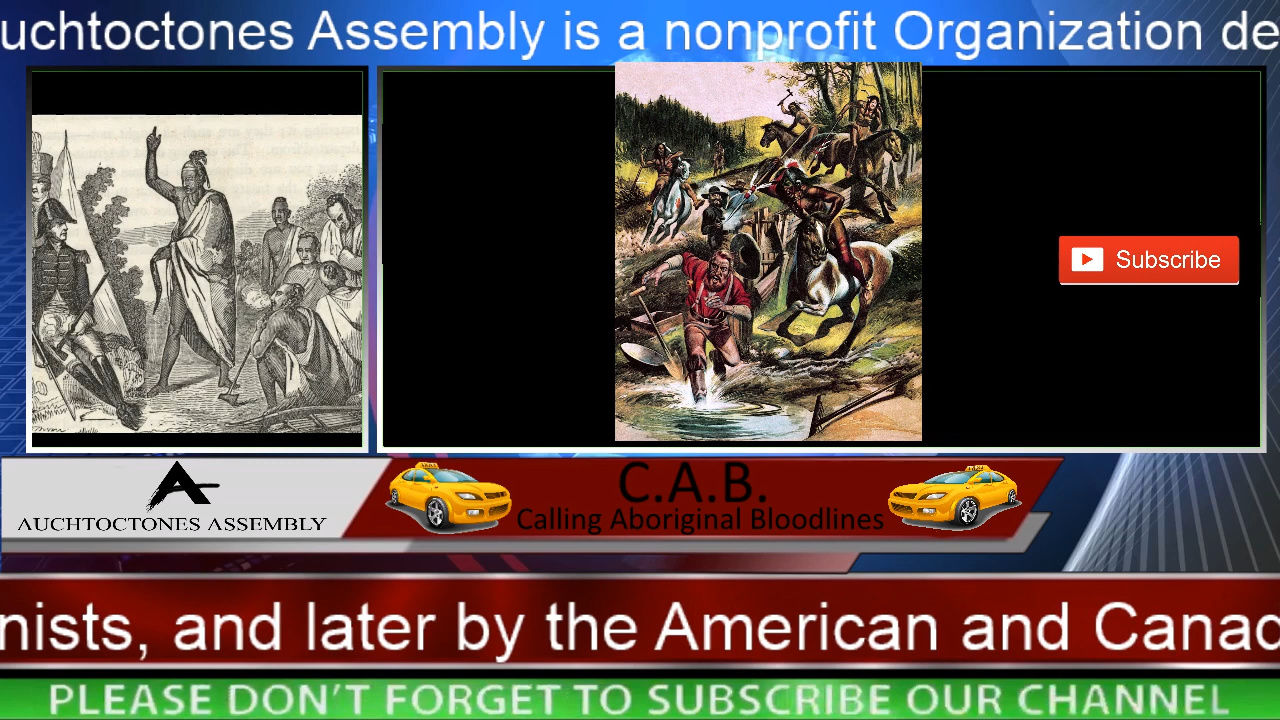 uchtoctones Assembly is a nonprofit Organization de
Subscribe
AUCHTOCTONES ASSEMBLY
C.A.B.
Calling Aboriginal Bloodlines
nists, and later by the American and Canad
PLEASE DON'T FORGET TO SUBSCRIBE OUR CHANNEL